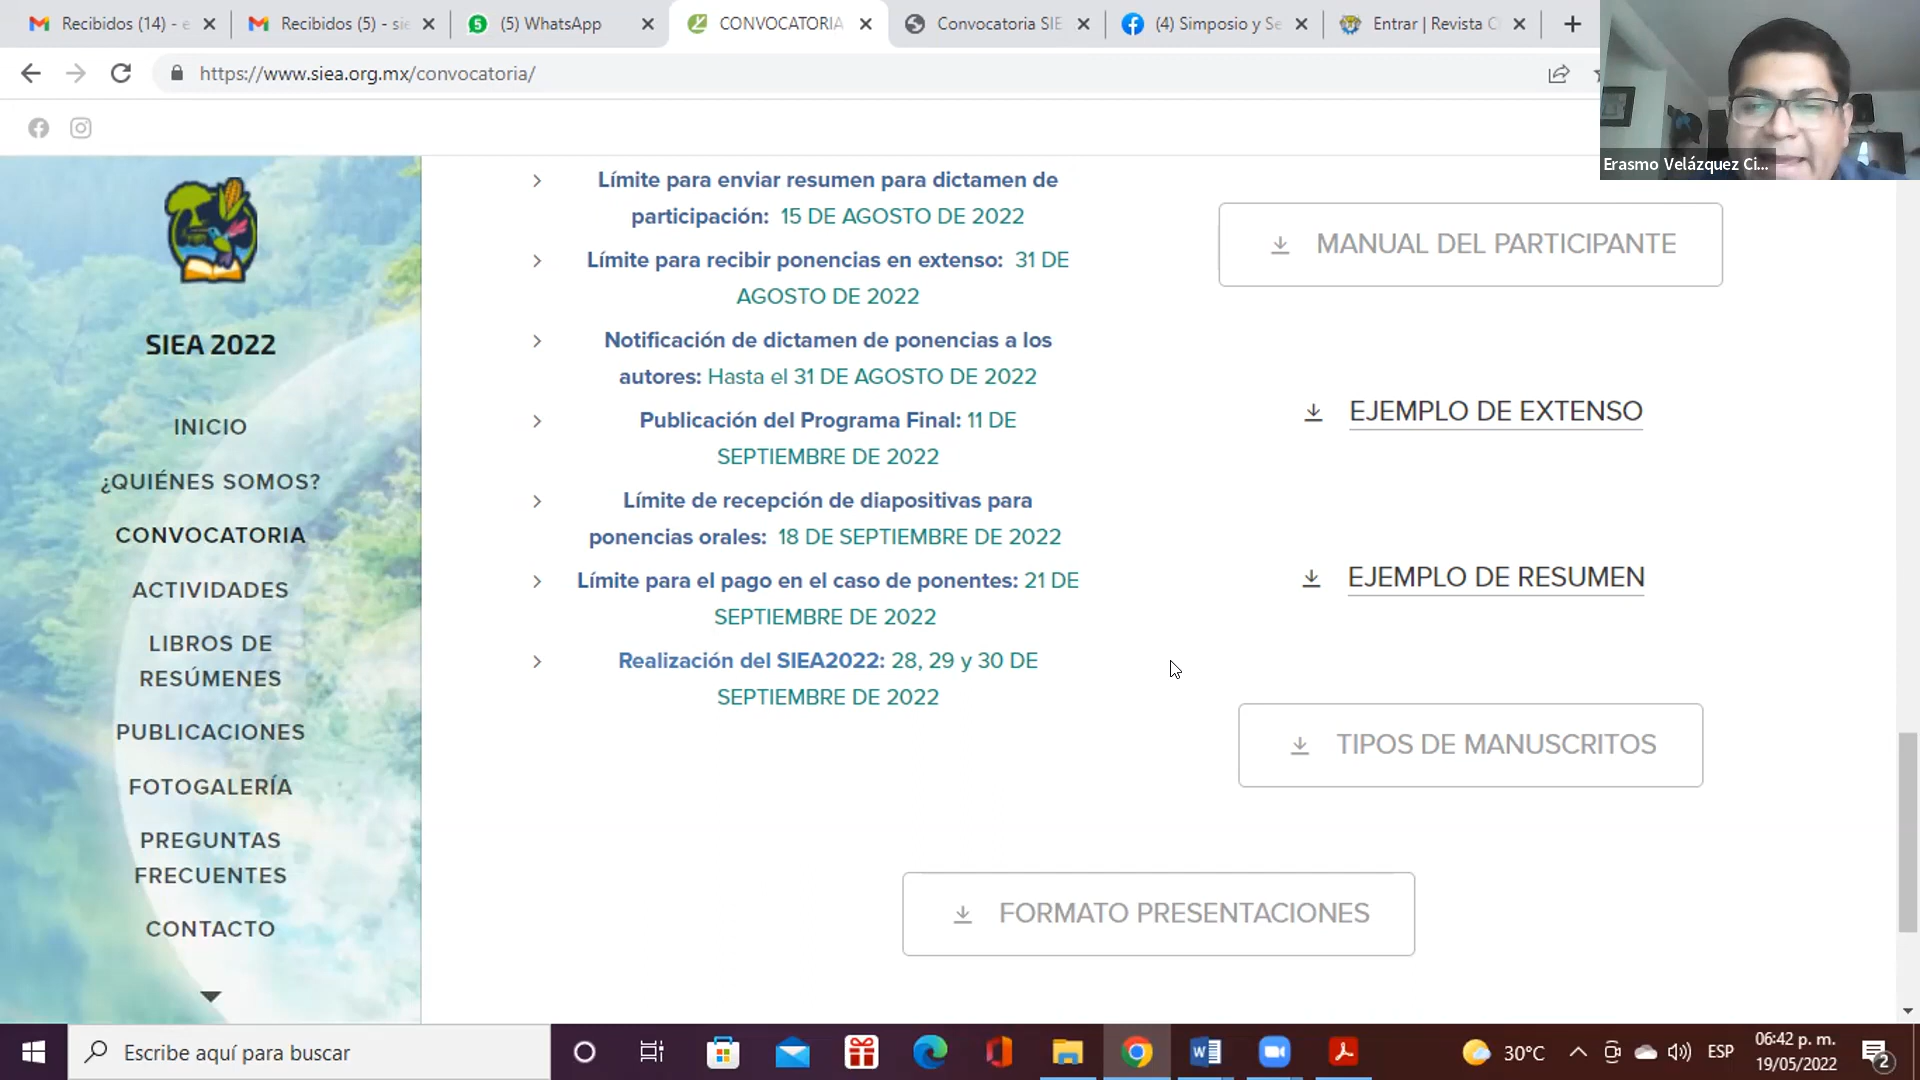 Recibidos (14) - e
Recibidos (5) - sie
(5) WhatsApp
CONVOCATORIA
Convocatoria SIE
(4) Simposio y Se
Entrar | Revista C
https://www.siea.org.mx/convocatoria/
Erasmo Velázquez Ci...
SIEA 2022
INICIO
¿QUIÉNES SOMOS?
CONVOCATORIA
ACTIVIDADES
LIBROS DE
RESÚMENES
PUBLICACIONES
FOTOGALERÍA
PREGUNTAS
FRECUENTES
CONTACTO
Límite para enviar resumen para dictamen de
participación: 15 DE AGOSTO DE 2022
Límite para recibir ponencias en extenso: 31 DE
AGOSTO DE 2022
Notificación de dictamen de ponencias a los
autores: Hasta el 31 DE AGOSTO DE 2022
Publicación del Programa Final: 11 DE
SEPTIEMBRE DE 2022
Límite de recepción de diapositivas para
ponencias orales: 18 DE SEPTIEMBRE DE 2022
Límite para el pago en el caso de ponentes: 21 DE
SEPTIEMBRE DE 2022
Realización del SIEA2022: 28, 29 y 30 DE
SEPTIEMBRE DE 2022
MANUAL DEL PARTICIPANTE
EJEMPLO DE EXTENSO
EJEMPLO DE RESUMEN
TIPOS DE MANUSCRITOS
FORMATO PRESENTACIONES
Escribe aquí para buscar
30°C
ESP
06:42 p. m.
19/05/2022
2